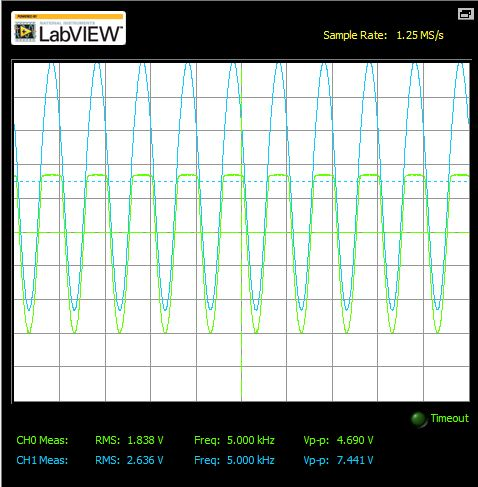 POWERED BY
NATIONAL INSTRUMENTS
LabVIEW™
Sample Rate: 1.25 MS/s
Timeout
CH0 Meas: RMS: 1.838 V Freq: 5.000 kHz Vp-p: 4.690 V
CH1 Meas: RMS: 2.636 V Freq: 5.000 kHz Vp-p: 7.441 V